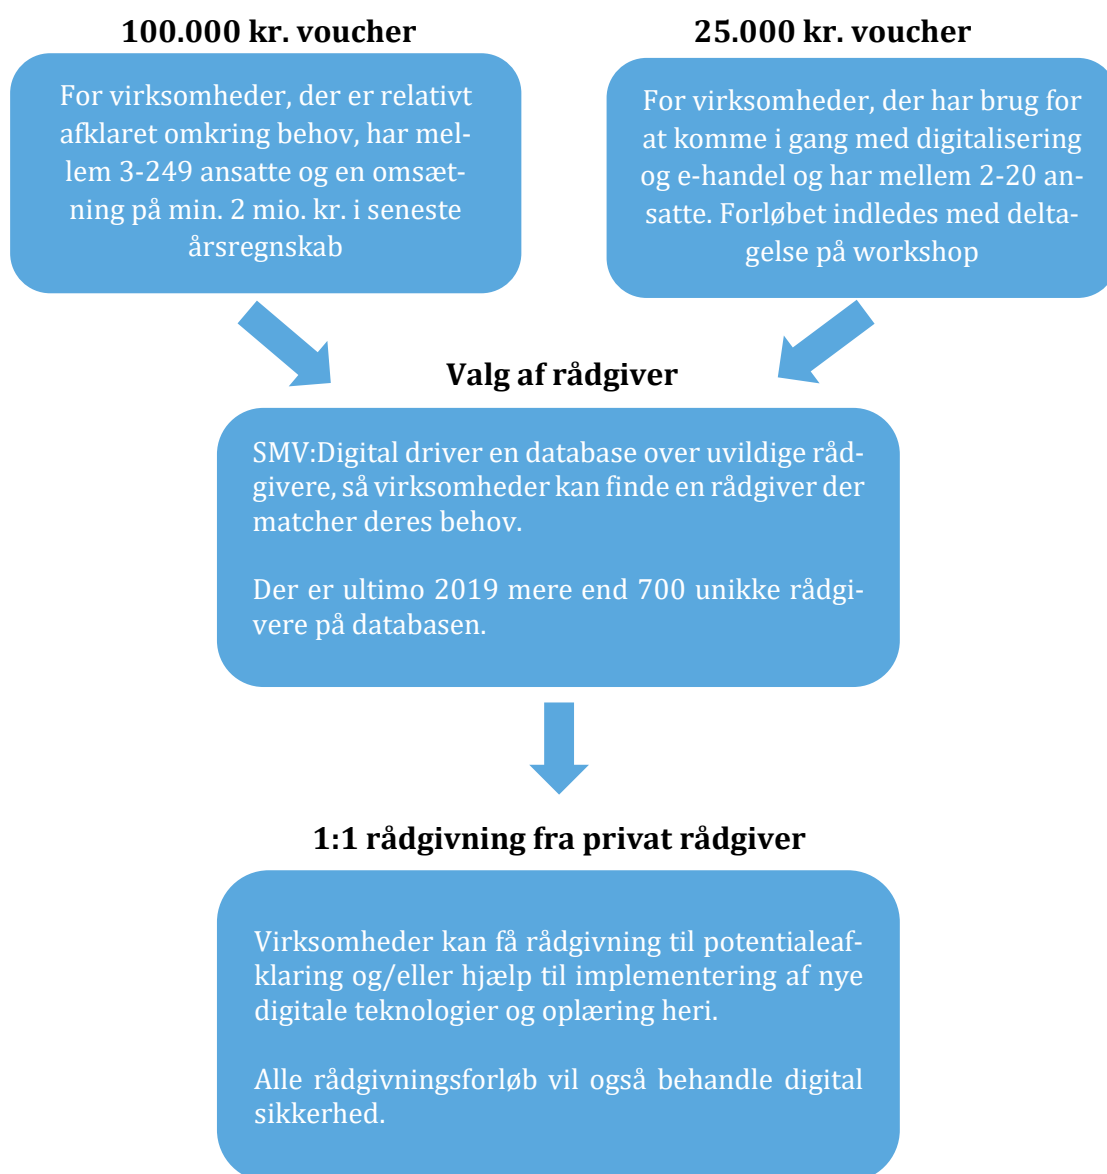 100.000 kr. voucher
For virksomheder, der er relativt
afklaret omkring behov, har mel-
lem 3-249 ansatte og en omsæt-
ning på min. 2 mio. kr. i seneste
årsregnskab
25.000 kr. voucher
For virksomheder, der har brug for
at komme i gang med digitalisering
og e-handel og har mellem 2-20 an-
satte. Forløbet indledes med delta-
gelse på workshop
Valg af rådgiver
SMV:Digital driver en database over uvildige råd-
givere, så virksomheder kan finde en rådgiver der
matcher deres behov.
Der er ultimo 2019 mere end 700 unikke rådgi-
vere på databasen.
1:1 rådgivning fra privat rådgiver
Virksomheder kan få rådgivning til potentialeaf-
klaring og/eller hjælp til implementering af nye
digitale teknologier og oplæring heri.
Alle rådgivningsforløb vil også behandle digital
sikkerhed.